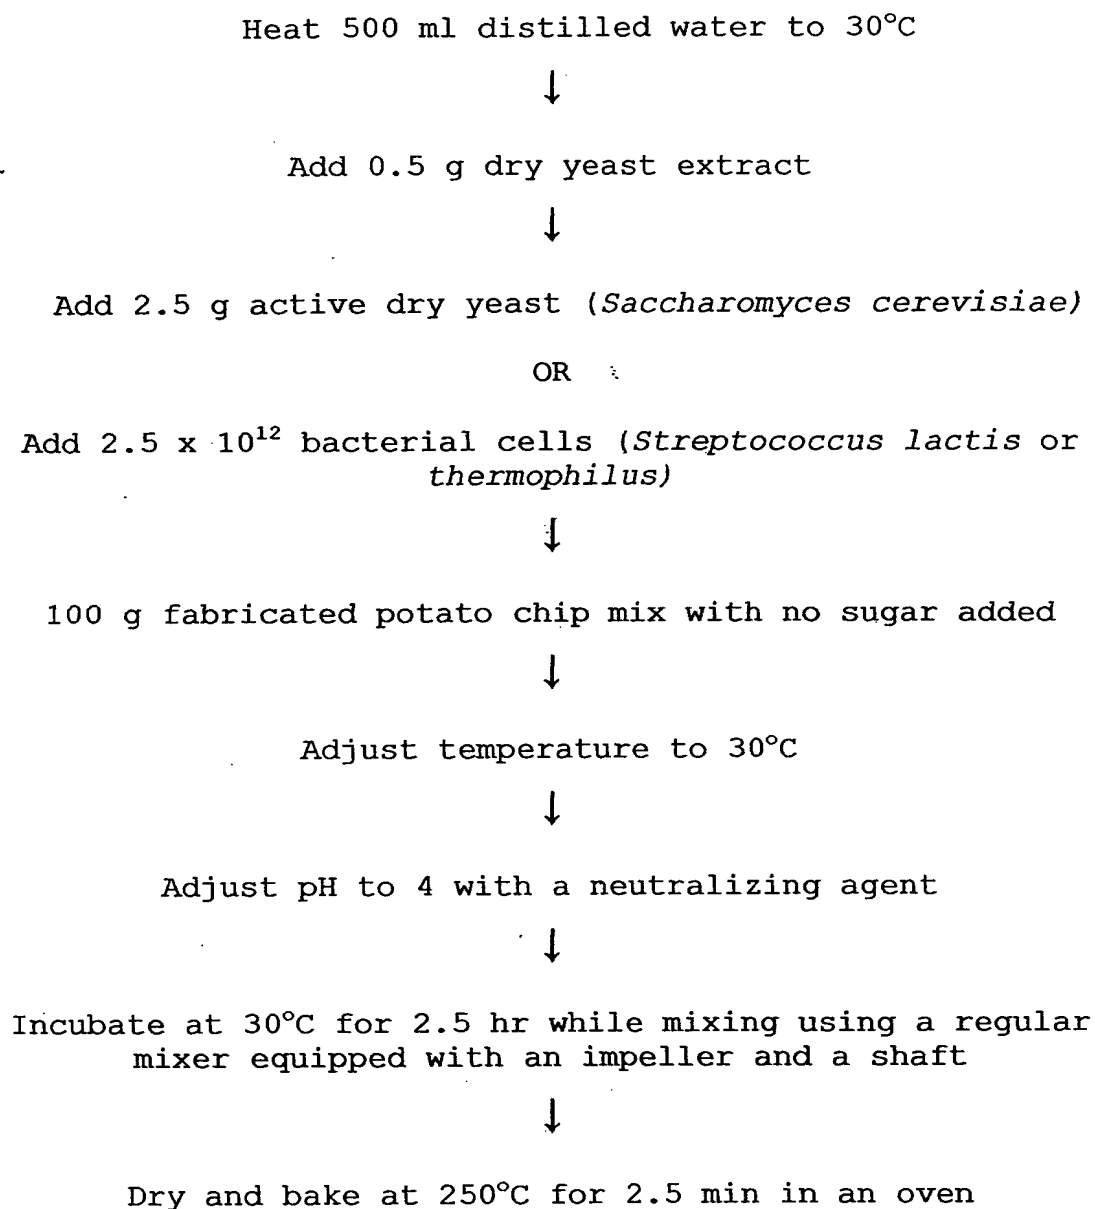 Heat 500 ml distilled water to 30°C
↓
Add 0.5 g dry yeast extract
↓
Add 2.5 g active dry yeast (Saccharomyces cerevisiae)
OR
Add 2.5 x 10¹² bacterial cells (Streptococcus lactis or
thermophilus)
↓
100 g fabricated potato chip mix with no sugar added
↓
Adjust temperature to 30°C
↓
Adjust pH to 4 with a neutralizing agent
↓
Incubate at 30°C for 2.5 hr while mixing using a regular
mixer equipped with an impeller and a shaft
↓
Dry and bake at 250°C for 2.5 min in an oven